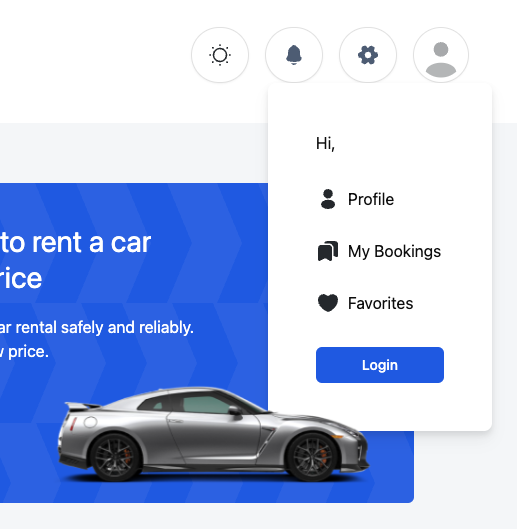 Hi,
Profile
My Bookings
Favorites
Login
to rent a car
rice
ar rental safely and reliably.
w price.